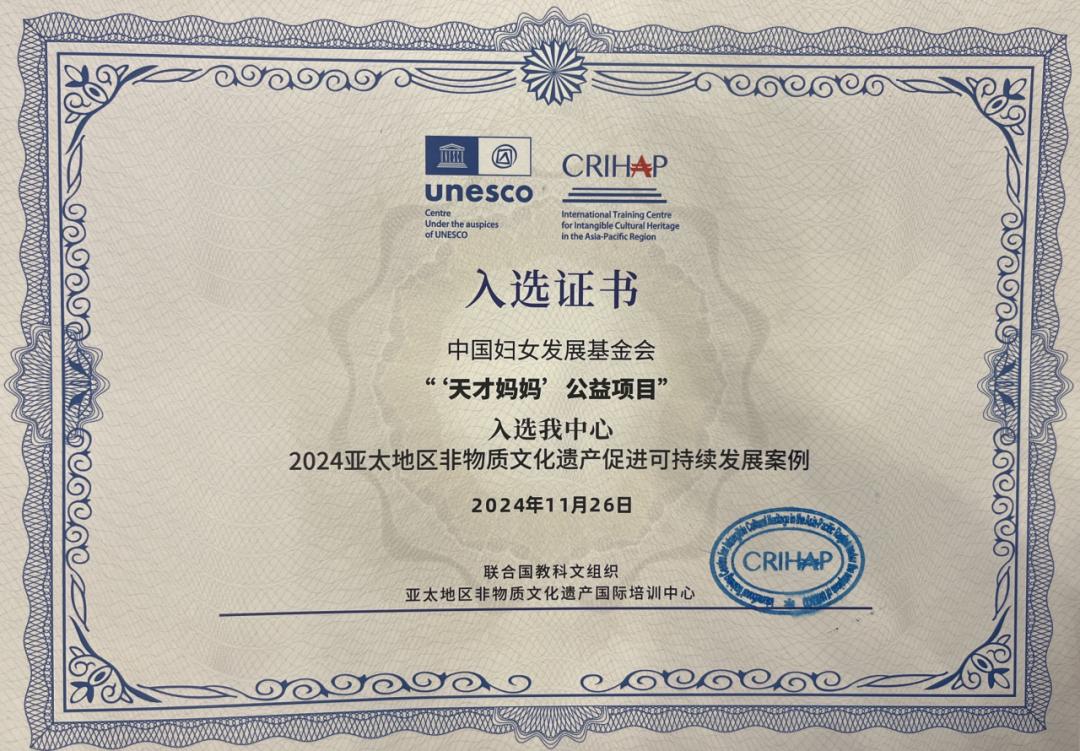 unesco
Centre
Under the auspices
of UNESCO
CRIHAP
International Training Centre
for Intangible Cultural Heritage
in the Asia-Pacific Region
入选证书
中国妇女发展基金会
“‘天才妈妈’公益项目”
入选我中心
2024亚太地区非物质文化遗产促进可持续发展案例
2024年11月26日
联合国教科文组织
亚太地区非物质文化遗产国际培训中心
CRIHAP